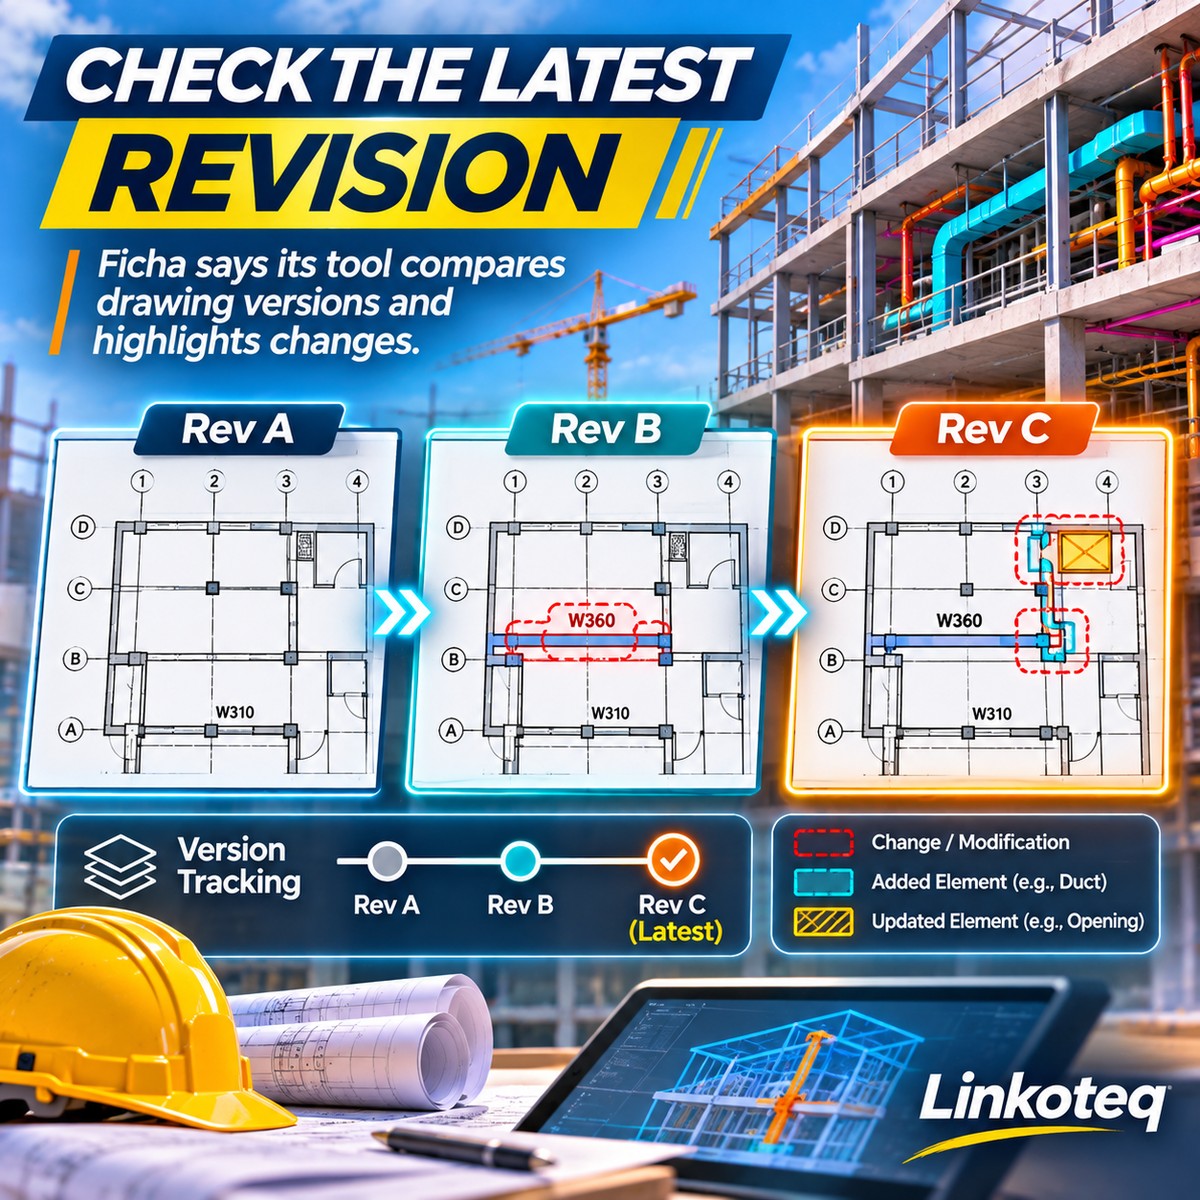 CHECK THE LATEST
REVISION
Ficha says its tool compares
drawing versions and
highlights changes.
Rev A
Rev B
Rev C
1 2 3 4
D
C
B
A
W310
1 2 3 4
D
C
B
A
W360
W310
1 2 3 4
D
C
B
A
W360
W310
Version
Tracking
Rev A
Rev B
Rev C
(Latest)
Change / Modification
Added Element (e.g., Duct)
Updated Element (e.g., Opening)
Linkoteq